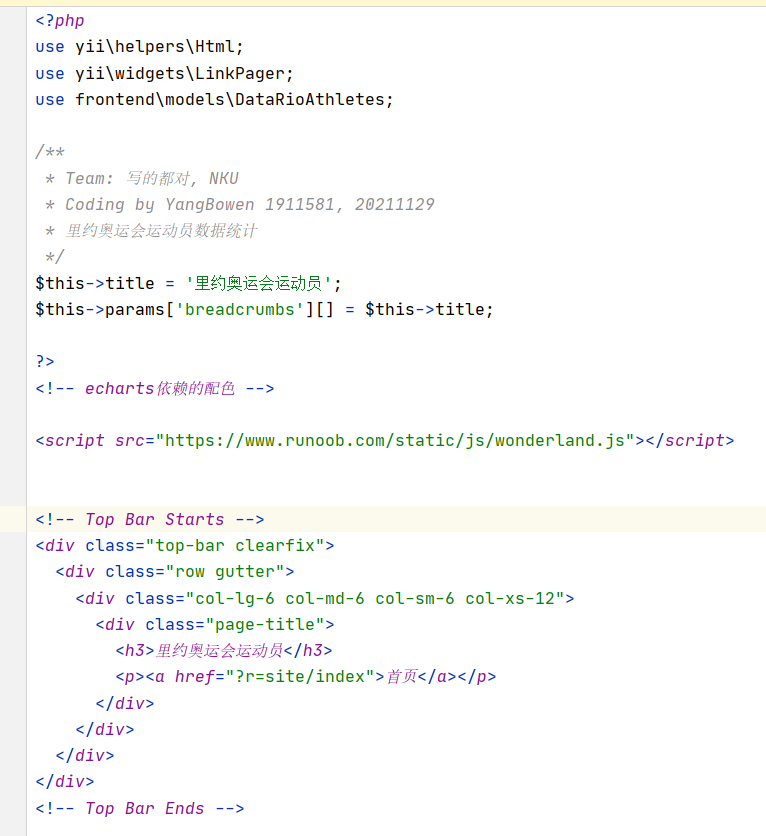 <?php
use yii\helpers\Html;
use yii\widgets\LinkPager;
use frontend\models\DataRioAthletes;
/**
 * Team: 写的都对, NKU
 * Coding by YangBowen 1911581, 20211129
 * 里约奥运会运动员数据统计
 */
$this->title = '里约奥运会运动员';
$this->params['breadcrumbs'][] = $this->title;
?>
<!-- echarts依赖的配色 -->
<script src="https://www.runoob.com/static/js/wonderland.js"></script>
<!-- Top Bar Starts -->
<div class="top-bar clearfix">
  <div class="row gutter">
    <div class="col-lg-6 col-md-6 col-sm-6 col-xs-12">
      <div class="page-title">
        <h3>里约奥运会运动员</h3>
        <p><a href="?r=site/index">首页</a></p>
      </div>
    </div>
  </div>
</div>
<!-- Top Bar Ends -->